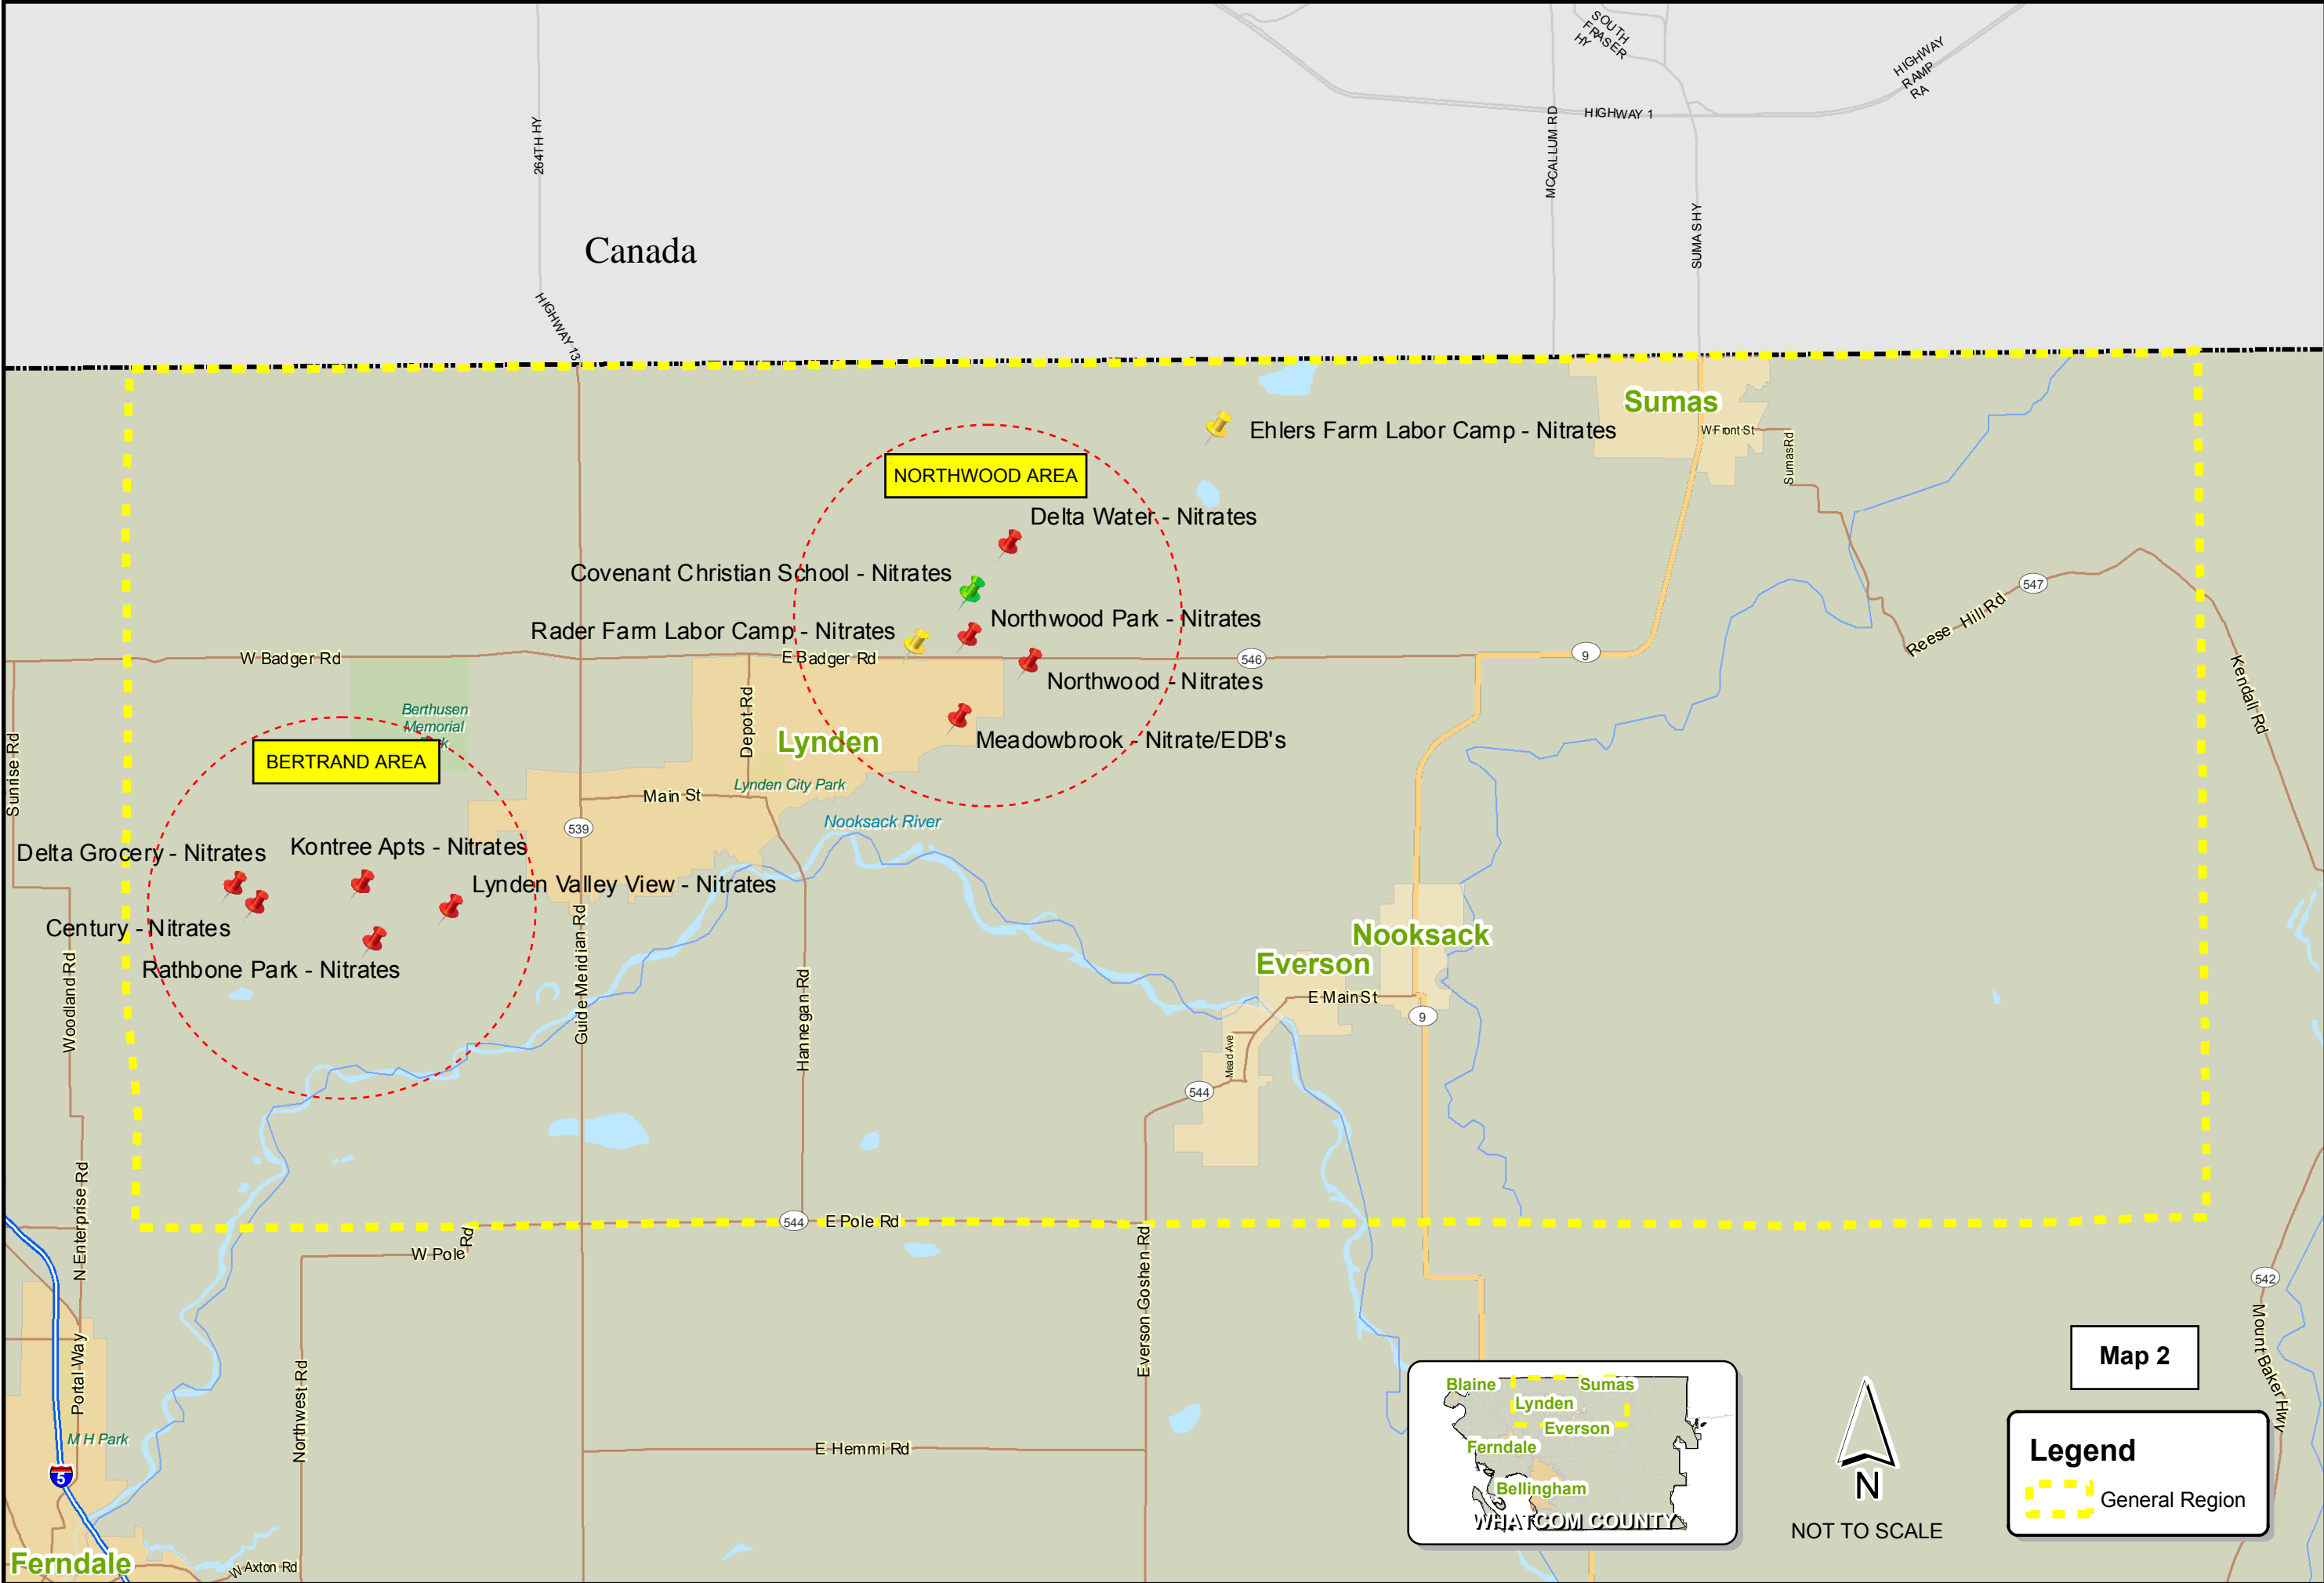 SOUTH
FRASER
HY
HIGHWAY
RAMP
RA
HIGHWAY 1
MCCALLUM RD
264TH HY
SUMAS HY
Canada
HIGHWAY 13
Sumas
W Front St
Sumas Rd
Ehlers Farm Labor Camp - Nitrates
NORTHWOOD AREA
Delta Water - Nitrates
Covenant Christian School - Nitrates
Northwood Park - Nitrates
Rader Farm Labor Camp - Nitrates
W Badger Rd
E Badger Rd
546
9
547
Reese Hill Rd
Kendall Rd
Northwood - Nitrates
Berthusen
Memorial
Depot Rd
Lynden
Meadowbrook - Nitrate/EDB's
BERTRAND AREA
Sunrise Rd
Lynden City Park
Main St
Nooksack River
539
Delta Grocery - Nitrates
Kontree Apts - Nitrates
Lynden Valley View - Nitrates
Century - Nitrates
Rathbone Park - Nitrates
Nooksack
Everson
E Main St
9
Woodland Rd
Guide Meridian Rd
Hannegan Rd
Mead Ave
544
N Enterprise Rd
544
E Pole Rd
W Pole Rd
Everson Goshen Rd
542
Mount Baker Hwy
Portal Way
Northwest Rd
M H Park
E Hemmi Rd
5
Ferndale
W Axton Rd
Blaine
Sumas
Lynden
Everson
Ferndale
Bellingham
WHATCOM COUNTY
N
NOT TO SCALE
Map 2
Legend
General Region